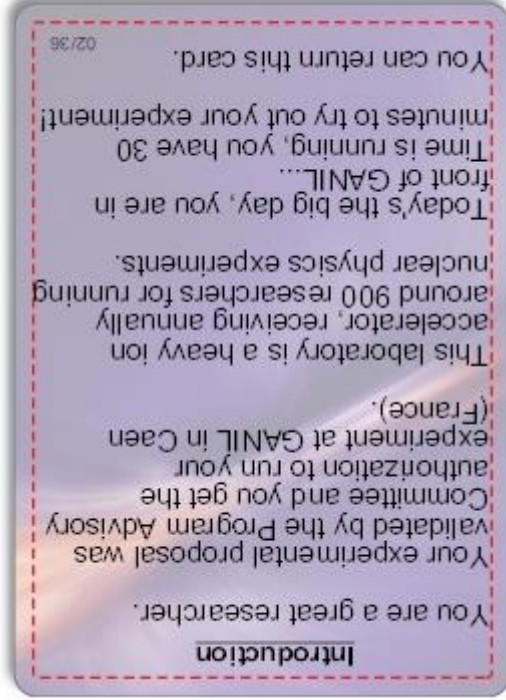 Introduction
You are a great researcher.
Your experimental proposal was
validated by the Program Advisory
Committee and you get the
authorization to run your
experiment at GANIL in Caen
(France).
This laboratory is a heavy ion
accelerator, receiving annually
around 900 researchers for running
nuclear physics experiments.
Today's the big day, you are in
front of GANIL...
Time is running, you have 30
minutes to try out your experiment!
You can return this card.
02/36